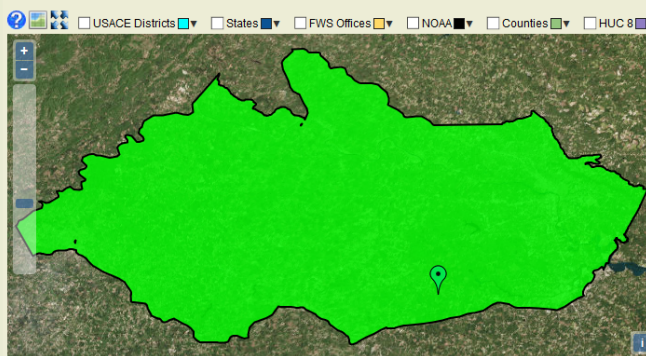 ? USACE Districts ▾ States ▾ FWS Offices ▾ NOAA ▾ Counties ▾ HUC 8
+
−
i